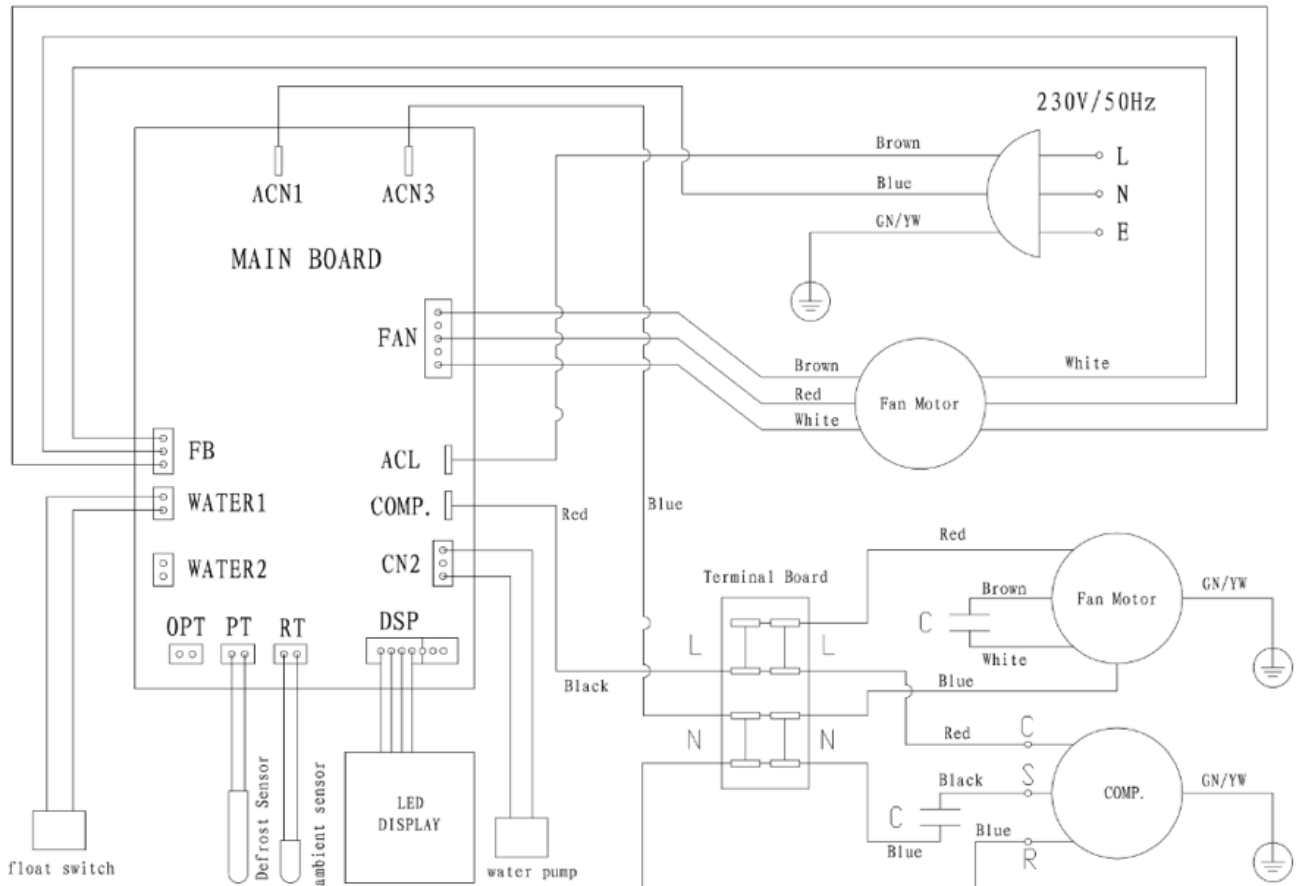 230V/50Hz
Brown
L
ACN1
ACN3
Blue
N
GN/YW
E
MAIN BOARD
FAN
Brown
White
Red
Fan Motor
White
FB
ACL
WATER1
COMP.
Red
Blue
Red
WATER2
CN2
Terminal Board
Brown
Fan Motor
GN/YW
C
OPT
PT
RT
DSP
L
L
White
Black
Blue
N
N
Red
C
Black
S
COMP.
GN/YW
LED
DISPLAY
C
Blue
Blue
R
Defrost Sensor
ambient sensor
float switch
water pump